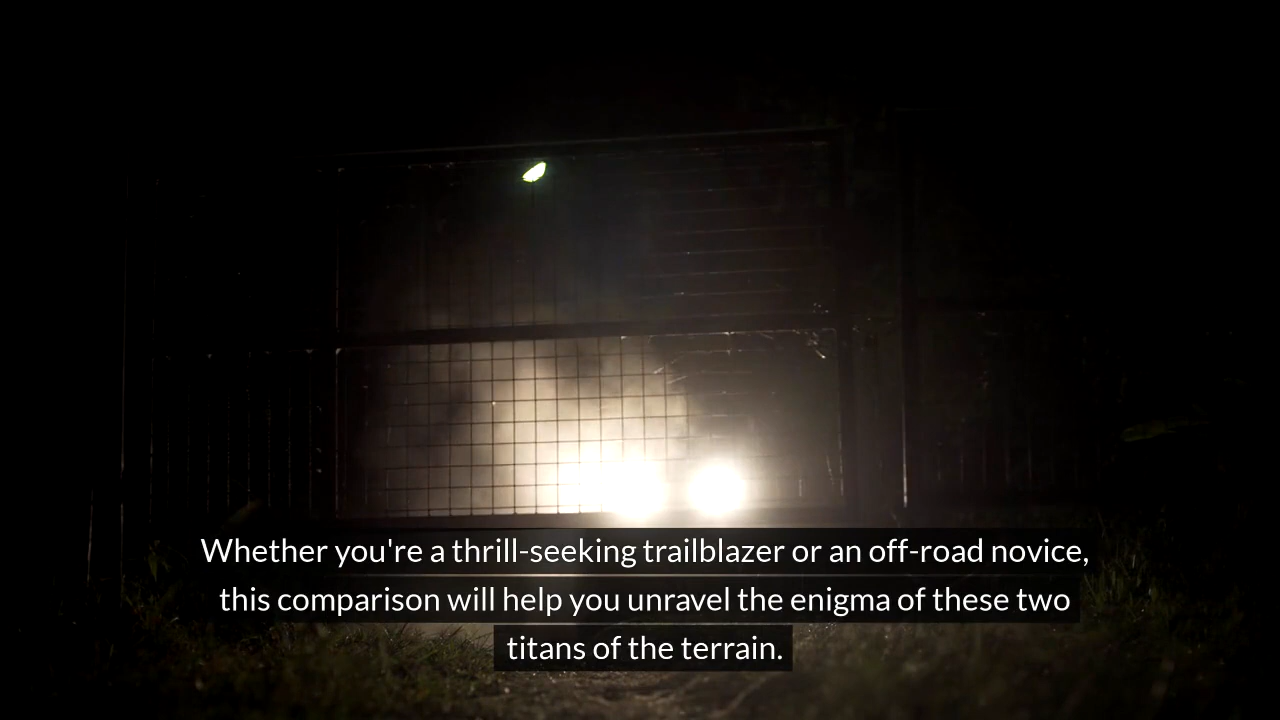 Whether you're a thrill-seeking trailblazer or an off-road novice,
this comparison will help you unravel the enigma of these two
titans of the terrain.